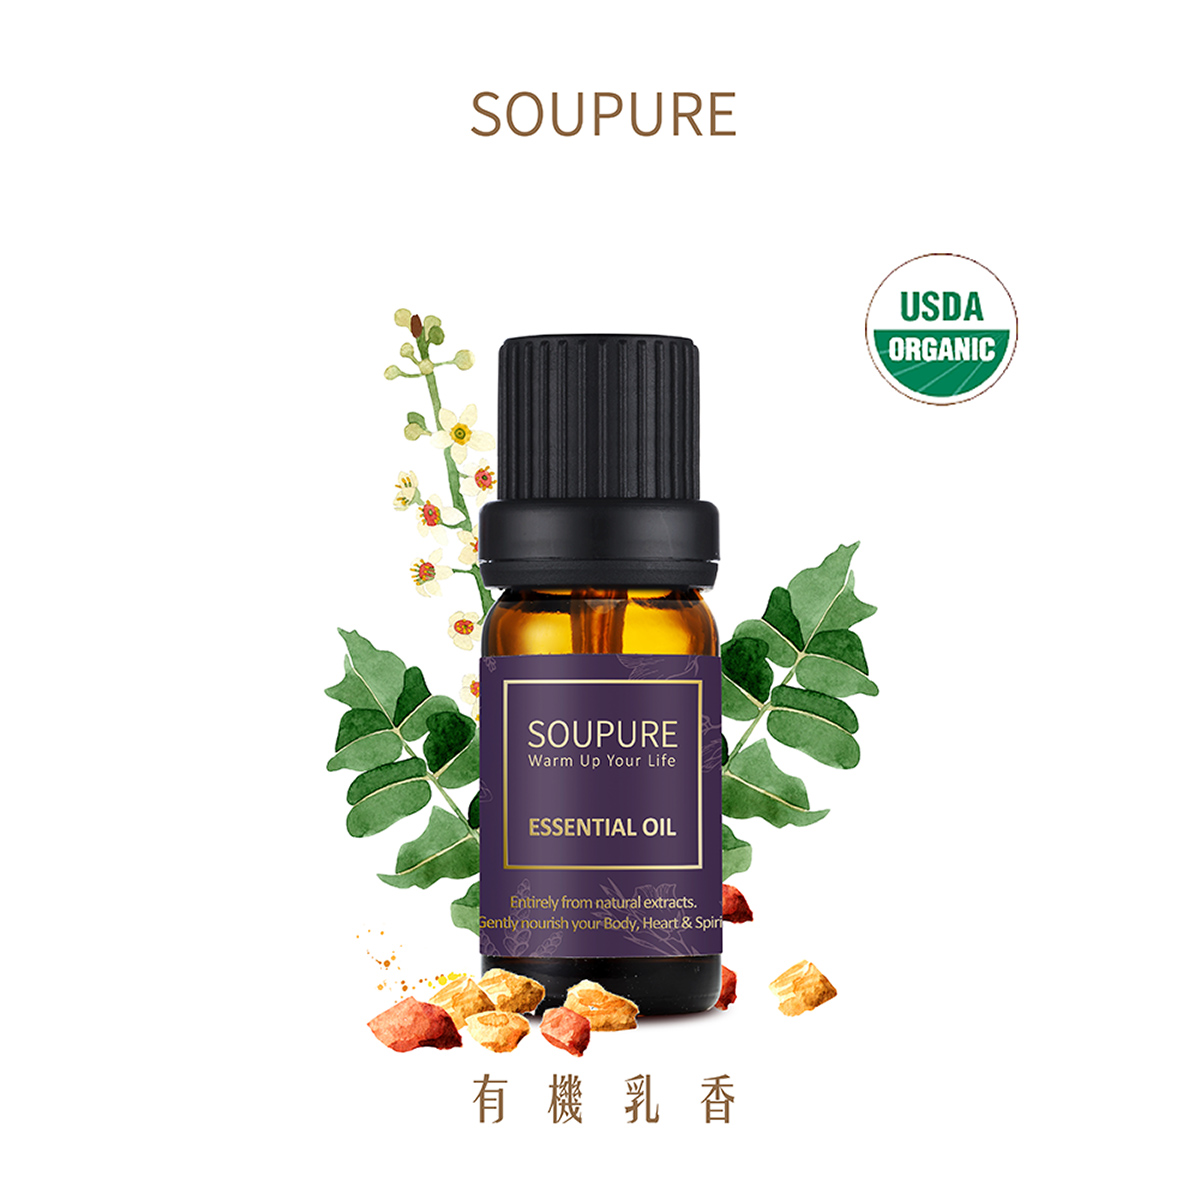 SOUPURE
USDA
ORGANIC
SOUPURE
Warm Up Your Life
ESSENTIAL OIL
Entirely from natural extracts.
Gently nourish your Body, Heart & Spiri
有機乳香